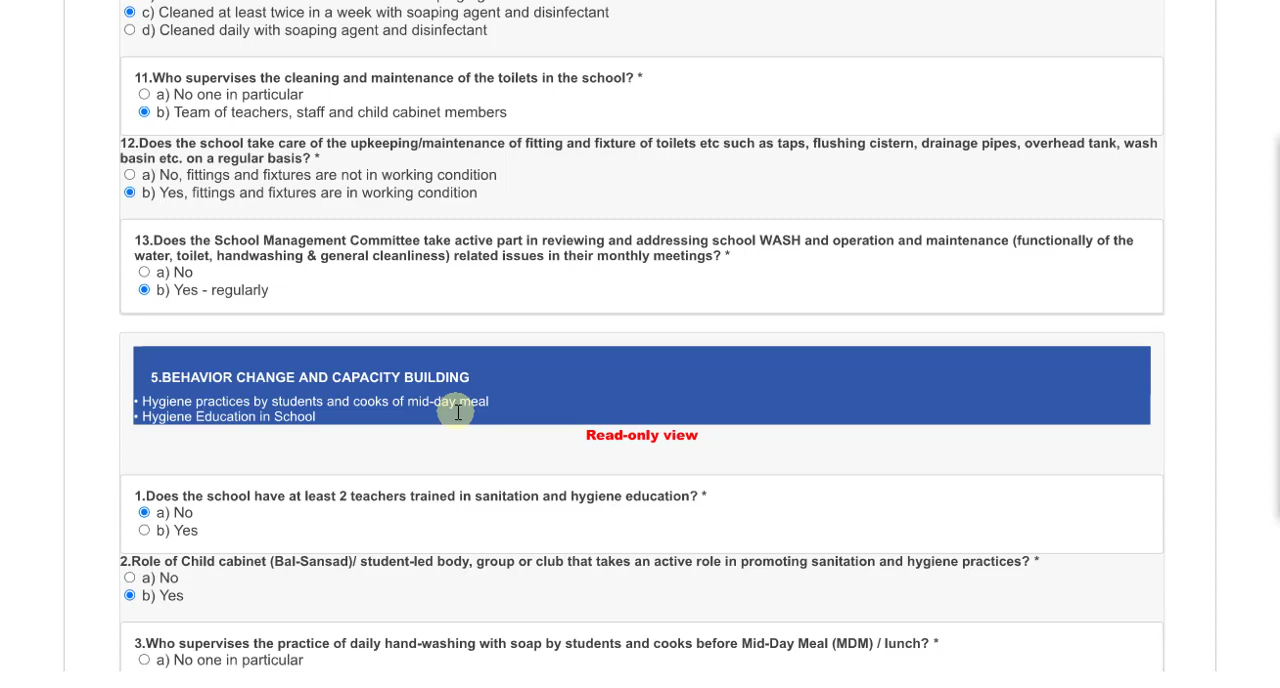 c) Cleaned at least twice in a week with soaping agent and disinfectant
d) Cleaned daily with soaping agent and disinfectant
11.Who supervises the cleaning and maintenance of the toilets in the school? *
a) No one in particular
b) Team of teachers, staff and child cabinet members
12.Does the school take care of the upkeeping/maintenance of fitting and fixture of toilets etc such as taps, flushing cistern, drainage pipes, overhead tank, wash
basin etc. on a regular basis? *
a) No, fittings and fixtures are not in working condition
b) Yes, fittings and fixtures are in working condition
13.Does the School Management Committee take active part in reviewing and addressing school WASH and operation and maintenance (functionally of the
water, toilet, handwashing & general cleanliness) related issues in their monthly meetings? *
a) No
b) Yes - regularly
5.BEHAVIOR CHANGE AND CAPACITY BUILDING
• Hygiene practices by students and cooks of mid-day meal
• Hygiene Education in School
Read-only view
1.Does the school have at least 2 teachers trained in sanitation and hygiene education? *
a) No
b) Yes
2.Role of Child cabinet (Bal-Sansad)/ student-led body, group or club that takes an active role in promoting sanitation and hygiene practices? *
a) No
b) Yes
3.Who supervises the practice of daily hand-washing with soap by students and cooks before Mid-Day Meal (MDM) / lunch? *
a) No one in particular